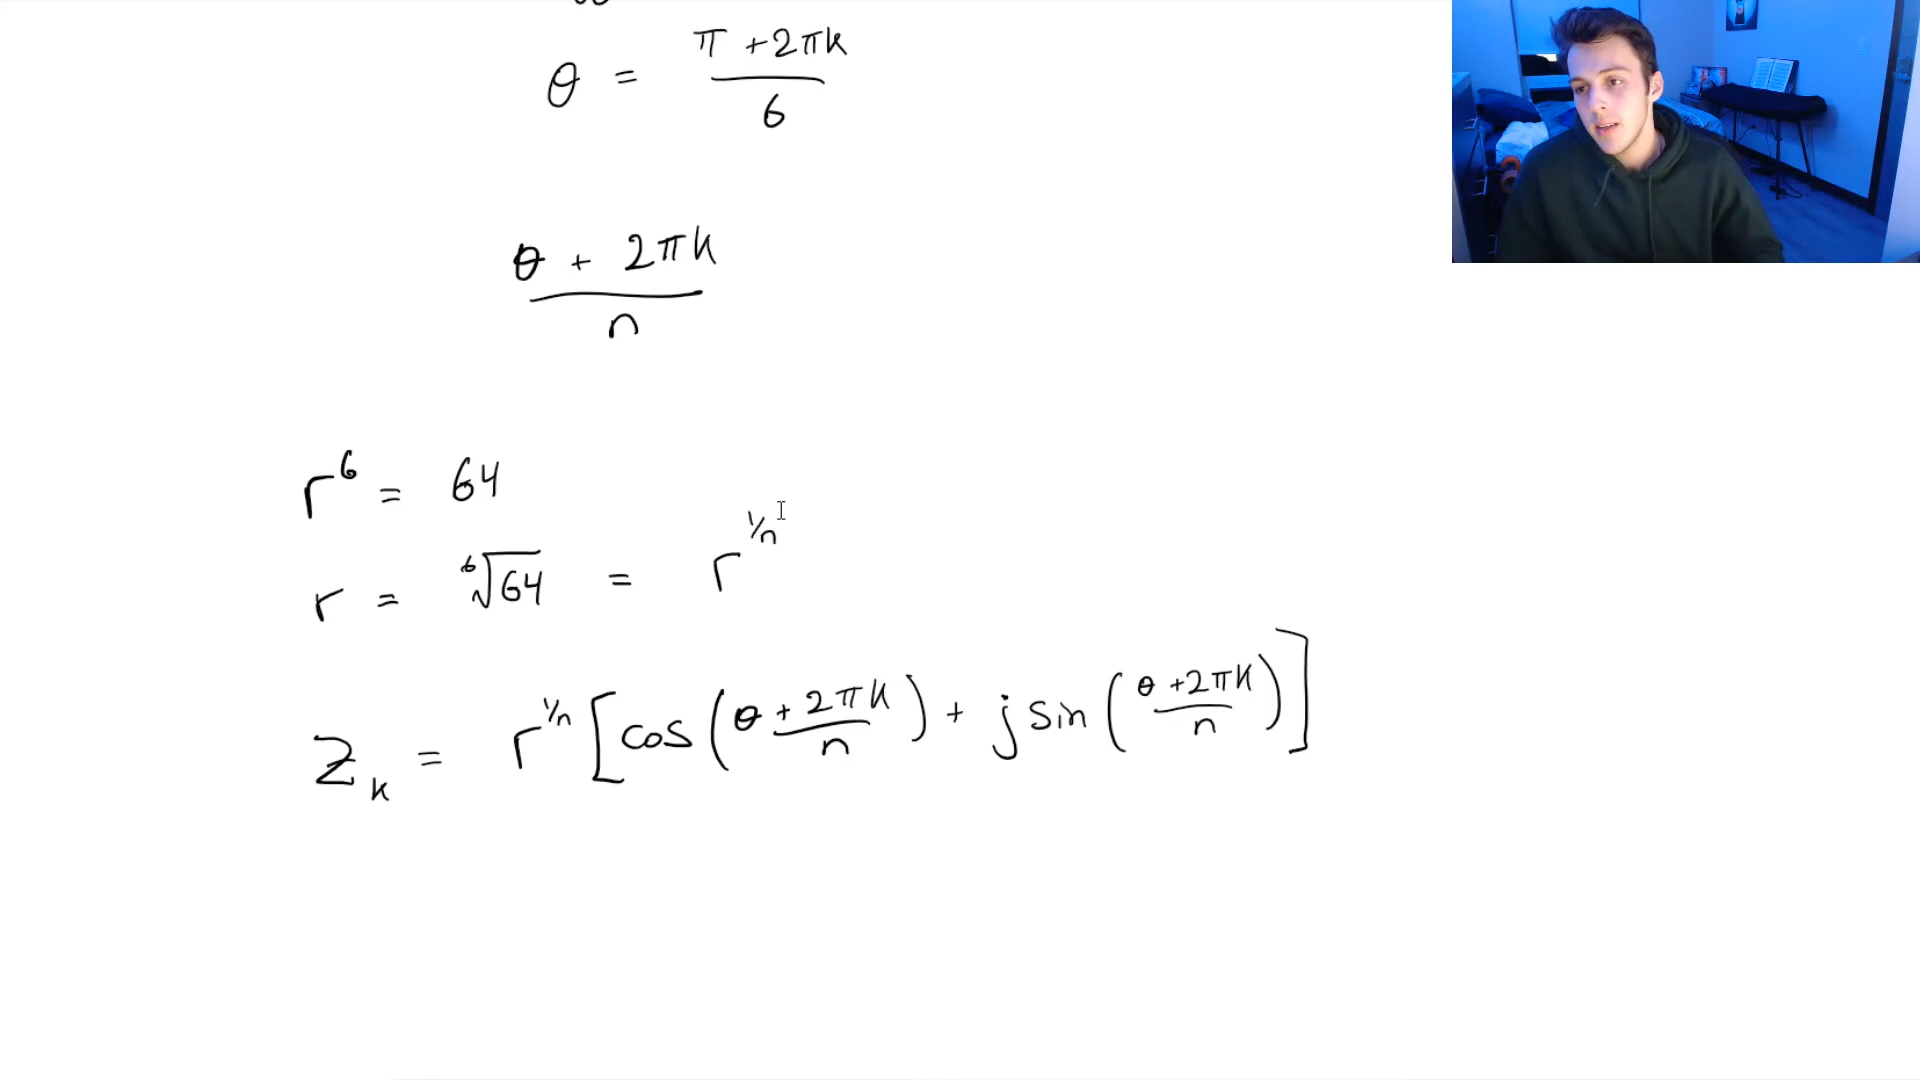 θ = (π + 2πk)/6
(θ + 2πk)/n
r^6 = 64
r = ⁶√64 = r^(1/n)
z_k = r^(1/n) [cos((θ + 2πk)/n) + j sin((θ + 2πk)/n)]